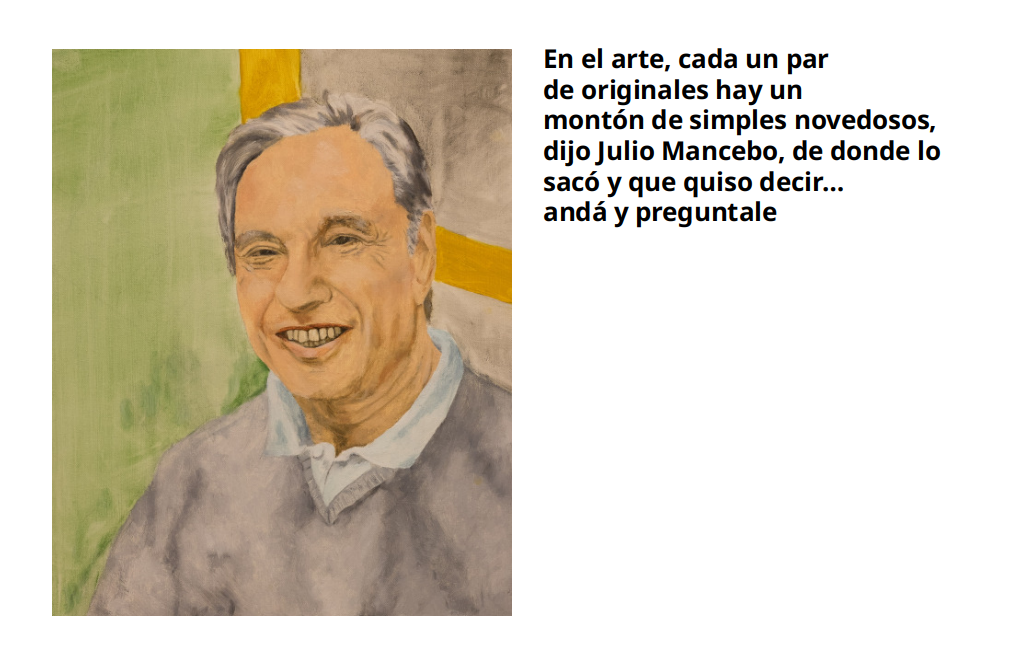 En el arte, cada un par
de originales hay un
montón de simples novedosos,
dijo Julio Mancebo, de donde lo
sacó y que quiso decir...
andá y preguntale